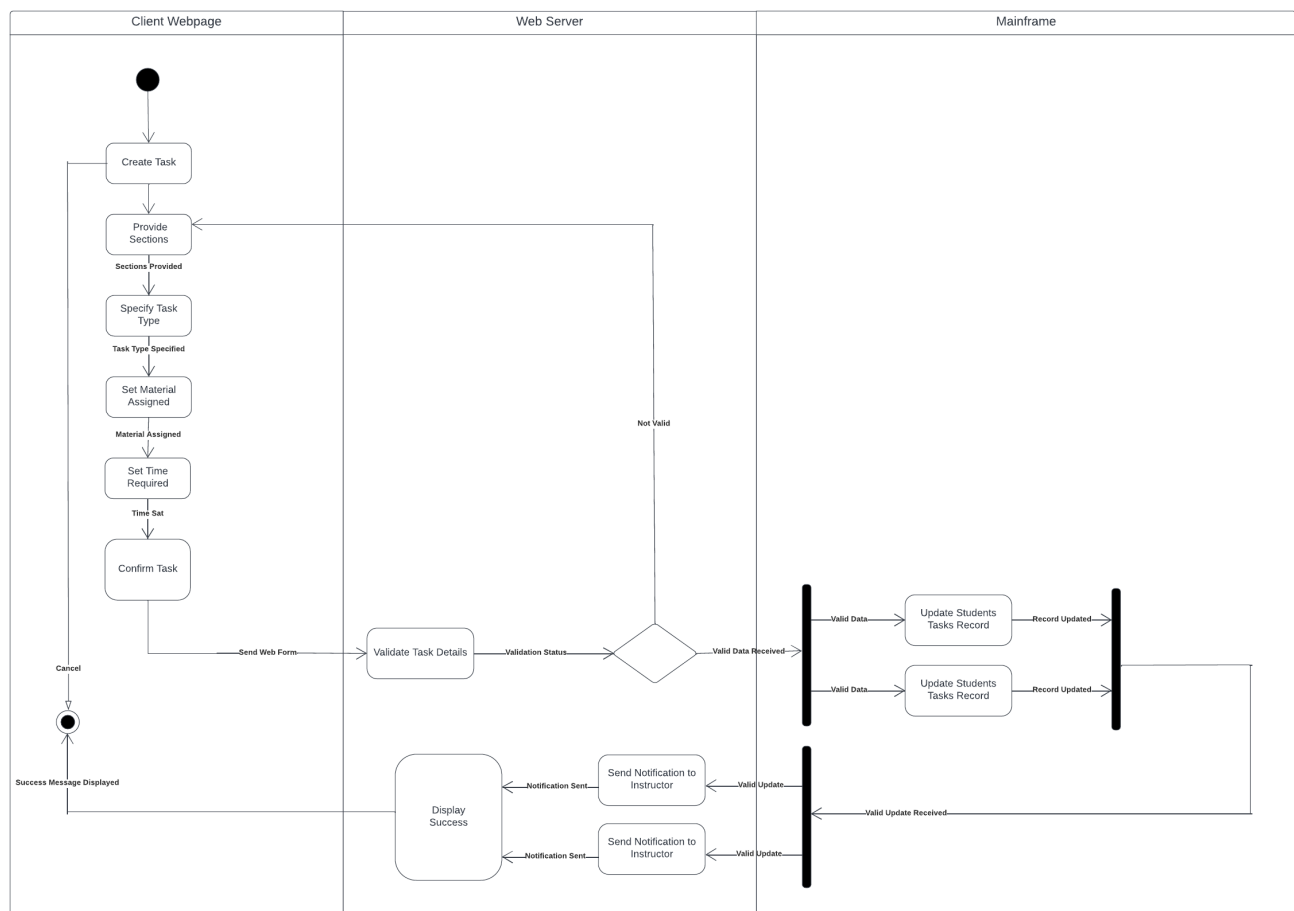 Client Webpage
Web Server
Mainframe
Create Task
Provide
Sections
Sections Provided
Specify Task
Type
Task Type Specified
Set Material
Assigned
Material Assigned
Set Time
Required
Time Sat
Confirm Task
Send Web Form
Validate Task Details
Validation Status
Not Valid
Valid Data Received
Valid Data
Update Students
Tasks Record
Record Updated
Valid Data
Update Students
Tasks Record
Record Updated
Valid Update Received
Valid Update
Send Notification to
Instructor
Notification Sent
Valid Update
Send Notification to
Instructor
Notification Sent
Display
Success
Success Message Displayed
Cancel